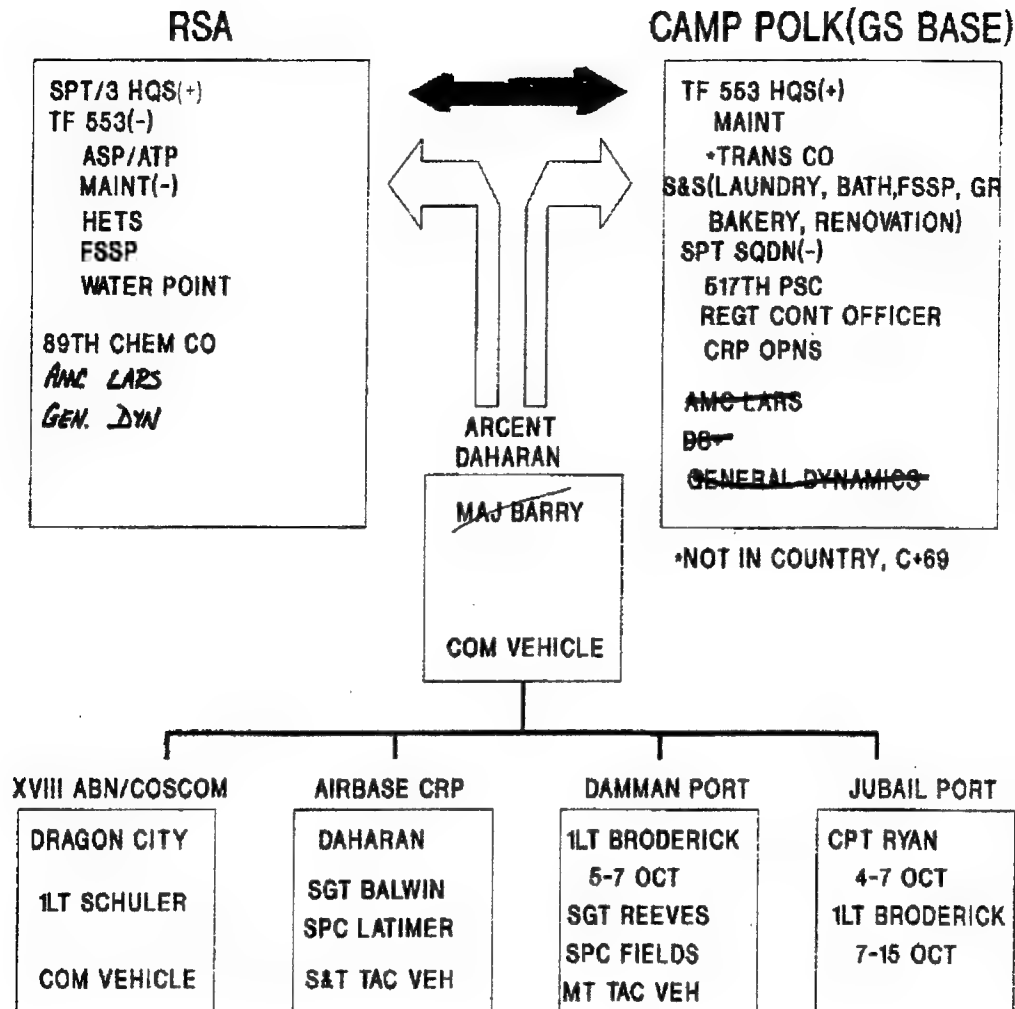 RSA
SPT/3 HQS(+)
TF 553(-)
ASP/ATP
MAINT(-)
HETS
FSSP
WATER POINT
89TH CHEM CO
AMC LARS
GEN. DYN
CAMP POLK(GS BASE)
TF 553 HQS(+)
MAINT
*TRANS CO
S&S(LAUNDRY, BATH,FSSP, GR
BAKERY, RENOVATION)
SPT SQDN(-)
517TH PSC
REGT CONT OFFICER
CRP OPNS
AMC LARS
GENERAL DYNAMICS
*NOT IN COUNTRY, C+69
ARCENT
DAHARAN
MAJ BARRY
COM VEHICLE
XVIII ABN/COSCOM
DRAGON CITY
1LT SCHULER
COM VEHICLE
AIRBASE CRP
DAHARAN
SGT BALWIN
SPC LATIMER
S&T TAC VEH
DAMMAN PORT
1LT BRODERICK
5-7 OCT
SGT REEVES
SPC FIELDS
MT TAC VEH
JUBAIL PORT
CPT RYAN
4-7 OCT
1LT BRODERICK
7-15 OCT